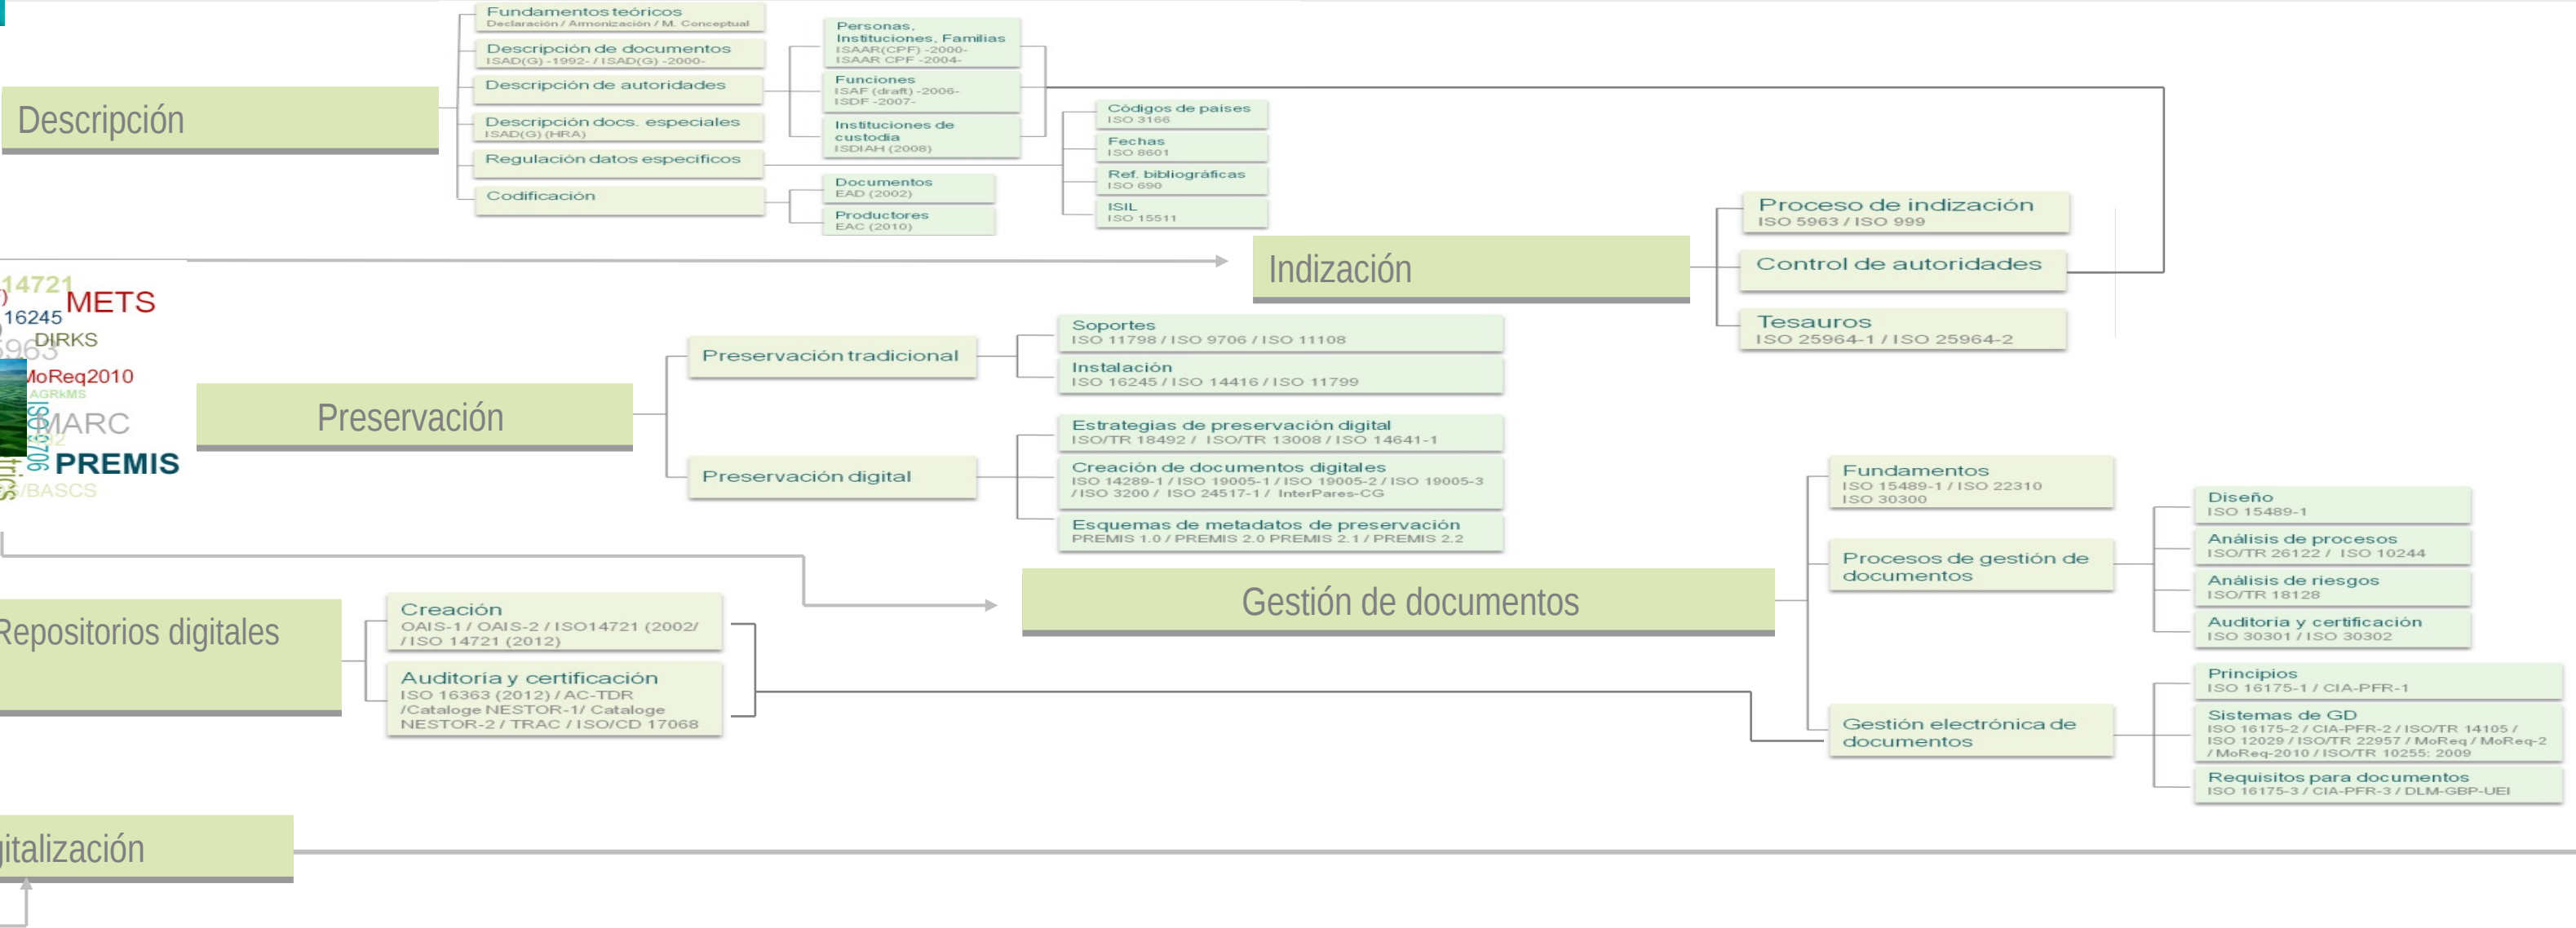 Descripción
Fundamentos teóricos
Declaración / Armonización / M. Conceptual
Descripción de documentos
ISAD(G) -1992- / ISAD(G) -2000-
Descripción de autoridades
Descripción docs. especiales
ISAD(G) (HRA)
Regulación datos específicos
Codificación
Personas,
Instituciones, Familias
ISAAR(CPF) -2000-
ISAAR CPF -2004-
Funciones
ISAF (draft) -2006-
ISDF -2007-
Instituciones de
custodia
ISDIAH (2008)
Documentos
EAD (2002)
Productores
EAC (2010)
Códigos de países
ISO 3166
Fechas
ISO 8601
Ref. bibliográficas
ISO 690
ISIL
ISO 15511
Indización
Proceso de indización
ISO 5963 / ISO 999
Control de autoridades
Tesauros
ISO 25964-1 / ISO 25964-2
14721
METS
16245
DIRKS
5963
MoReq2010
AGRkMS
MARC
ISO 9706
PREMIS
/BASCS
Preservación
Preservación tradicional
Soportes
ISO 11798 / ISO 9706 / ISO 11108
Instalación
ISO 16245 / ISO 14416 / ISO 11799
Preservación digital
Estrategias de preservación digital
ISO/TR 18492 / ISO/TR 13008 / ISO 14641-1
Creación de documentos digitales
ISO 14289-1 / ISO 19005-1 / ISO 19005-2 / ISO 19005-3
/ ISO 3200 / ISO 24517-1 / InterPares-CG
Esquemas de metadatos de preservación
PREMIS 1.0 / PREMIS 2.0 PREMIS 2.1 / PREMIS 2.2
Gestión de documentos
Fundamentos
ISO 15489-1 / ISO 22310
ISO 30300
Procesos de gestión de
documentos
Diseño
ISO 15489-1
Análisis de procesos
ISO/TR 26122 / ISO 10244
Análisis de riesgos
ISO/TR 18128
Auditoría y certificación
ISO 30301 / ISO 30302
Gestión electrónica de
documentos
Principios
ISO 16175-1 / CIA-PFR-1
Sistemas de GD
ISO 16175-2 / CIA-PFR-2 / ISO/TR 14105 /
ISO 12029 / ISO/TR 22957 / MoReq / MoReq-2
/ MoReq-2010 / ISO/TR 10255: 2009
Requisitos para documentos
ISO 16175-3 / CIA-PFR-3 / DLM-GBP-UEI
Repositorios digitales
Creación
OAIS-1 / OAIS-2 / ISO14721 (2002/
/ ISO 14721 (2012)
Auditoría y certificación
ISO 16363 (2012) / AC-TDR
/Cataloge NESTOR-1/ Cataloge
NESTOR-2 / TRAC / ISO/CD 17068
gitalización